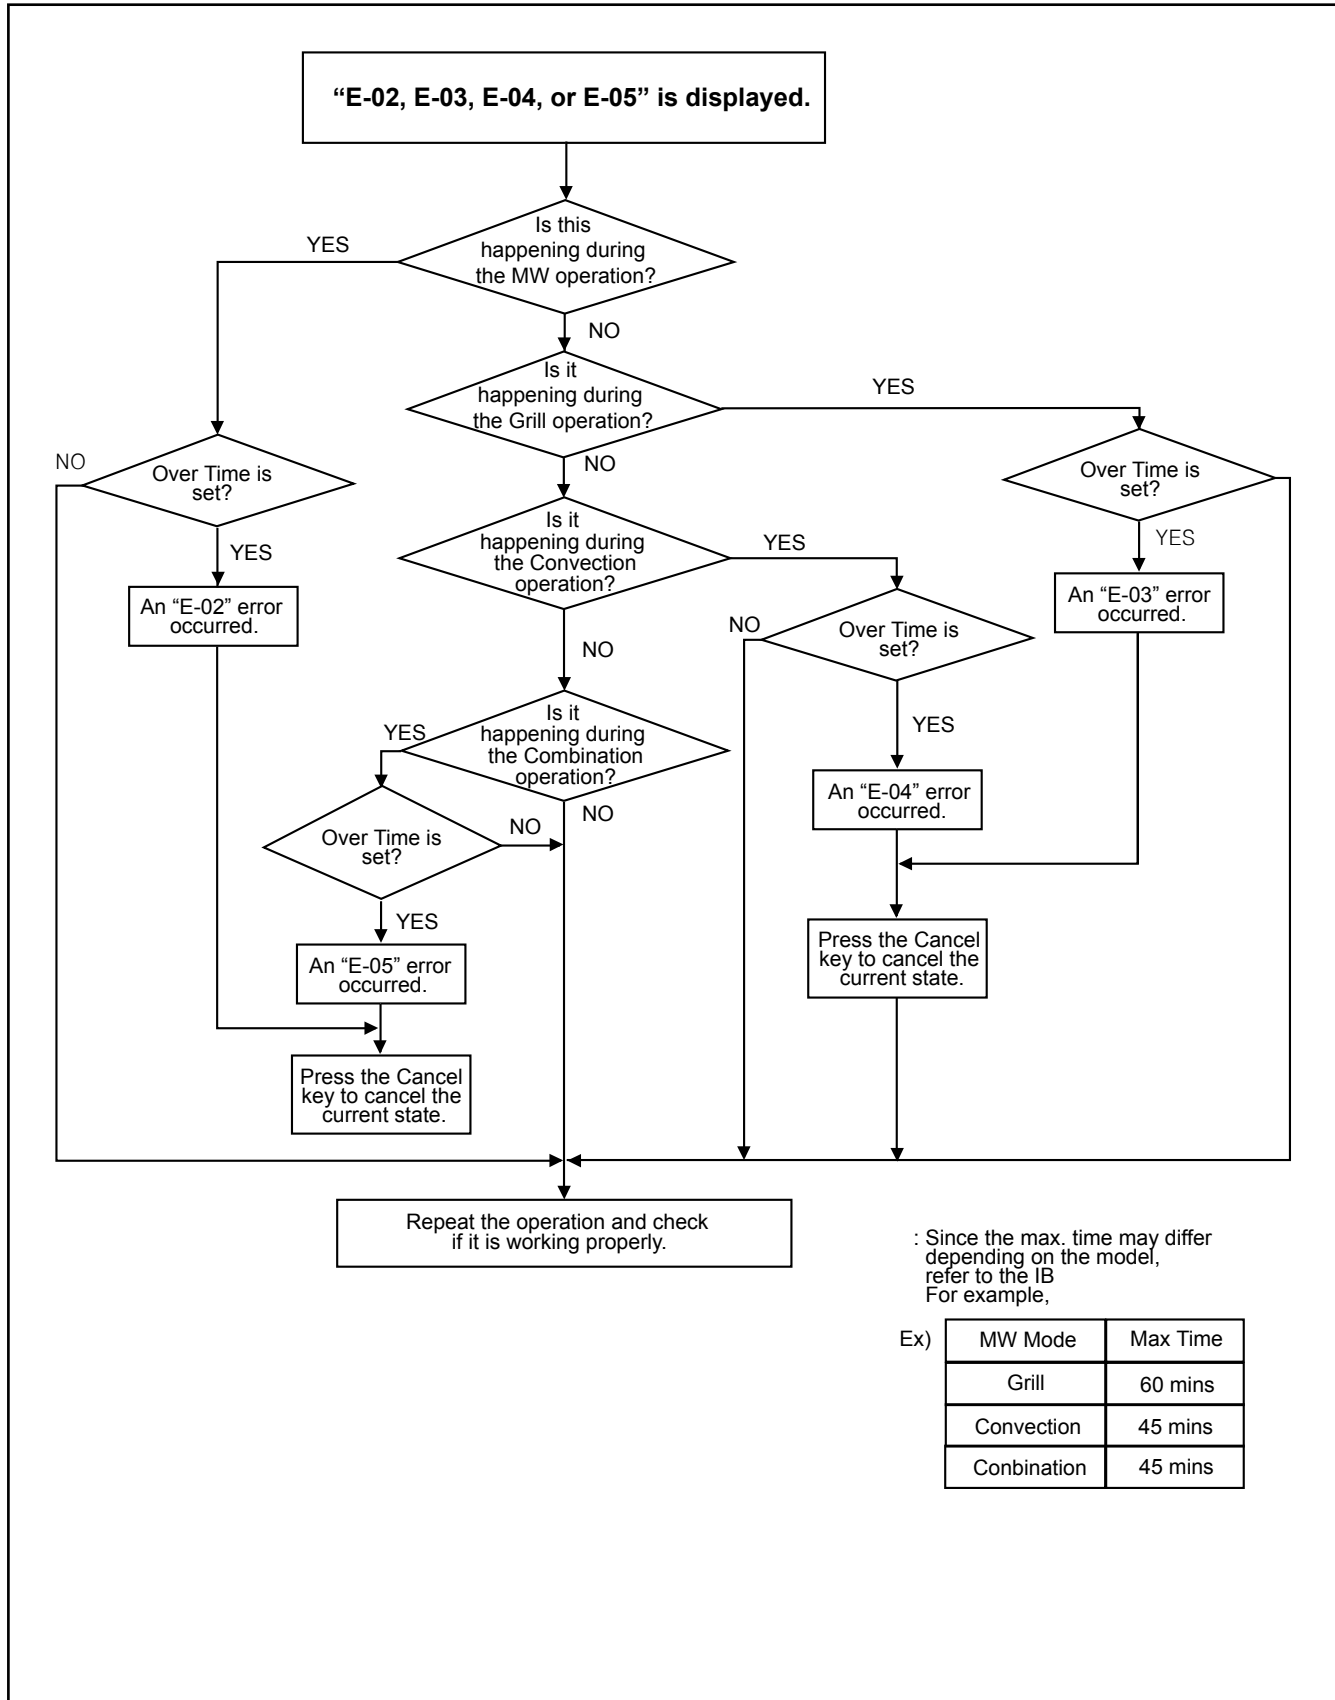 “E-02, E-03, E-04, or E-05” is displayed.
Is this
happening during
the MW operation?
YES
NO
Is it
happening during
the Grill operation?
YES
NO
Over Time is
set?
NO
YES
An “E-02” error
occurred.
Over Time is
set?
YES
An “E-03” error
occurred.
Is it
happening during
the Convection
operation?
YES
NO
NO
Over Time is
set?
YES
An “E-04” error
occurred.
Is it
happening during
the Combination
operation?
YES
NO
Over Time is
set?
NO
YES
An “E-05” error
occurred.
Press the Cancel
key to cancel the
current state.
Press the Cancel
key to cancel the
current state.
Repeat the operation and check
if it is working properly.
: Since the max. time may differ
depending on the model,
refer to the IB
For example,
Ex)
MW Mode Max Time
Grill 60 mins
Convection 45 mins
Conbination 45 mins